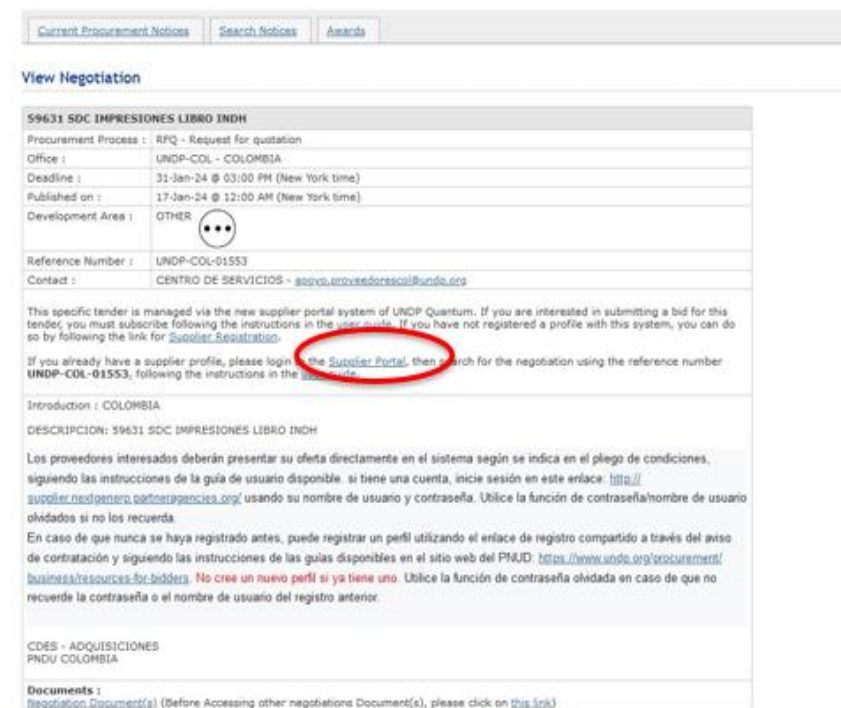 Current Procurement Notices
Search Notices
Awards
View Negotiation
59631 SDC IMPRESIONES LIBRO INDH
Procurement Process : RFQ - Request for quotation
Office : UNDP-COL - COLOMBIA
Deadline : 31-Jan-24 @ 03:00 PM (New York time)
Published on : 17-Jan-24 @ 12:00 AM (New York time)
Development Area : OTHER
Reference Number : UNDP-COL-01553
Contact : CENTRO DE SERVICIOS - apoyo.proveedorescol@undp.org
This specific tender is managed via the new supplier portal system of UNDP Quantum. If you are interested in submitting a bid for this
tender, you must subscribe following the instructions in the user guide. If you have not registered a profile with this system, you can do
so by following the link for Supplier Registration.
If you already have a supplier profile, please login the Supplier Portal, then search for the negotiation using the reference number
UNDP-COL-01553, following the instructions in the user guide.
Introduction : COLOMBIA
DESCRIPCION: 59631 SDC IMPRESIONES LIBRO INDH
Los proveedores interesados deberán presentar su oferta directamente en el sistema según se indica en el pliego de condiciones,
siguiendo las instrucciones de la guía de usuario disponible. si tiene una cuenta, inicie sesión en este enlace: http://
supplier.nextgenerp.partneragencies.org/ usando su nombre de usuario y contraseña. Utilice la función de contraseña/nombre de usuario
olvidados si no los recuerda.
En caso de que nunca se haya registrado antes, puede registrar un perfil utilizando el enlace de registro compartido a través del aviso
de contratación y siguiendo las instrucciones de las guías disponibles en el sitio web del PNUD: https://www.undp.org/procurement/
business/resources-for-bidders. No cree un nuevo perfil si ya tiene uno. Utilice la función de contraseña olvidada en caso de que no
recuerde la contraseña o el nombre de usuario del registro anterior.
CDES - ADQUISICIONES
PNDU COLOMBIA
Documents :
Negotiation Document(s) (Before Accessing other negotiations Document(s), please click on this link)